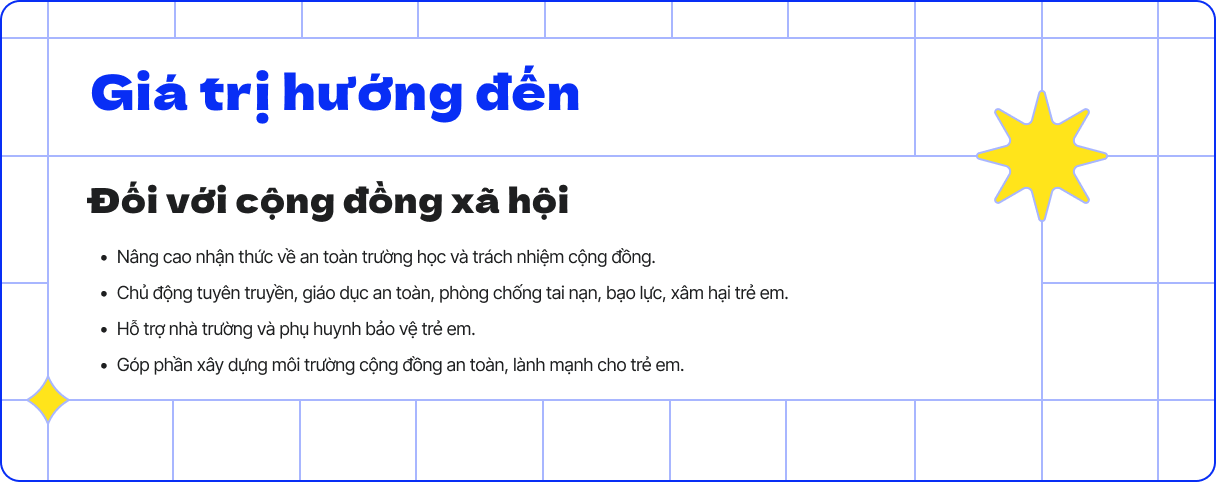 Giá trị hướng đến
Đối với cộng đồng xã hội
• Nâng cao nhận thức về an toàn trường học và trách nhiệm cộng đồng.
• Chủ động tuyên truyền, giáo dục an toàn, phòng chống tai nạn, bạo lực, xâm hại trẻ em.
• Hỗ trợ nhà trường và phụ huynh bảo vệ trẻ em.
• Góp phần xây dựng môi trường cộng đồng an toàn, lành mạnh cho trẻ em.